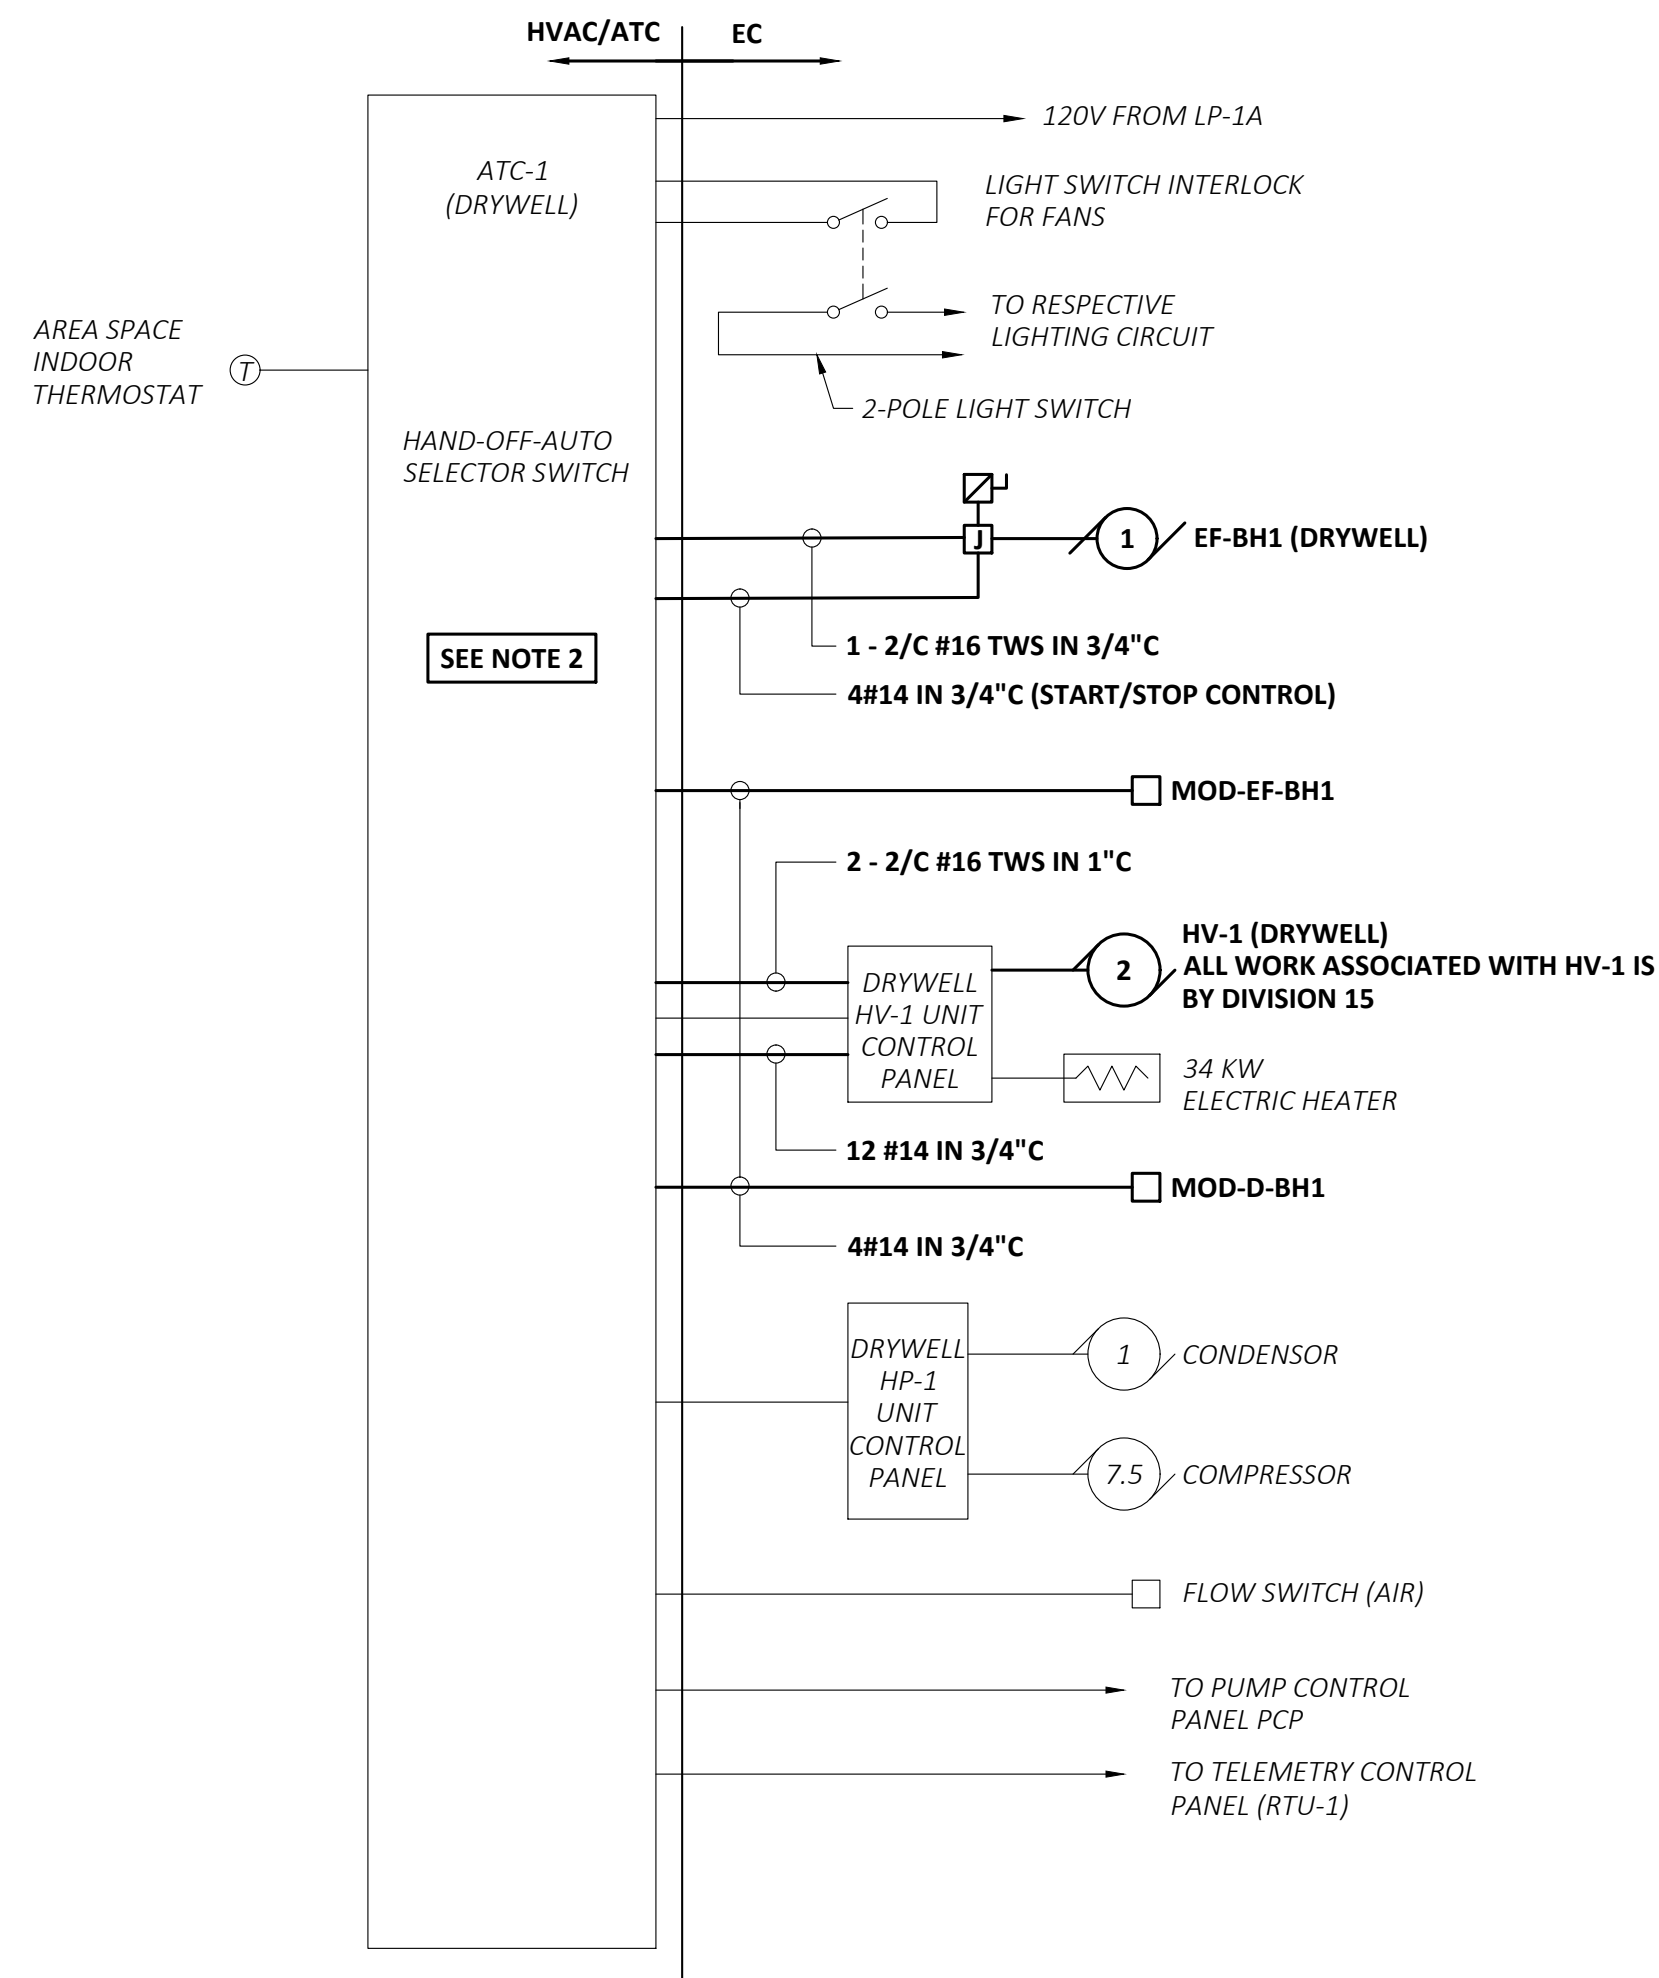 HVAC/ATC
EC
120V FROM LP-1A
ATC-1
(DRYWELL)
LIGHT SWITCH INTERLOCK
FOR FANS
TO RESPECTIVE
LIGHTING CIRCUIT
AREA SPACE
INDOOR
THERMOSTAT
T
2-POLE LIGHT SWITCH
HAND-OFF-AUTO
SELECTOR SWITCH
J
1
EF-BH1 (DRYWELL)
SEE NOTE 2
1 - 2/C #16 TWS IN 3/4"C
4#14 IN 3/4"C (START/STOP CONTROL)
MOD-EF-BH1
2 - 2/C #16 TWS IN 1"C
DRYWELL
HV-1 UNIT
CONTROL
PANEL
2
HV-1 (DRYWELL)
ALL WORK ASSOCIATED WITH HV-1 IS
BY DIVISION 15
34 KW
ELECTRIC HEATER
12 #14 IN 3/4"C
MOD-D-BH1
4#14 IN 3/4"C
DRYWELL
HP-1
UNIT
CONTROL
PANEL
1
CONDENSOR
7.5
COMPRESSOR
FLOW SWITCH (AIR)
TO PUMP CONTROL
PANEL PCP
TO TELEMETRY CONTROL
PANEL (RTU-1)